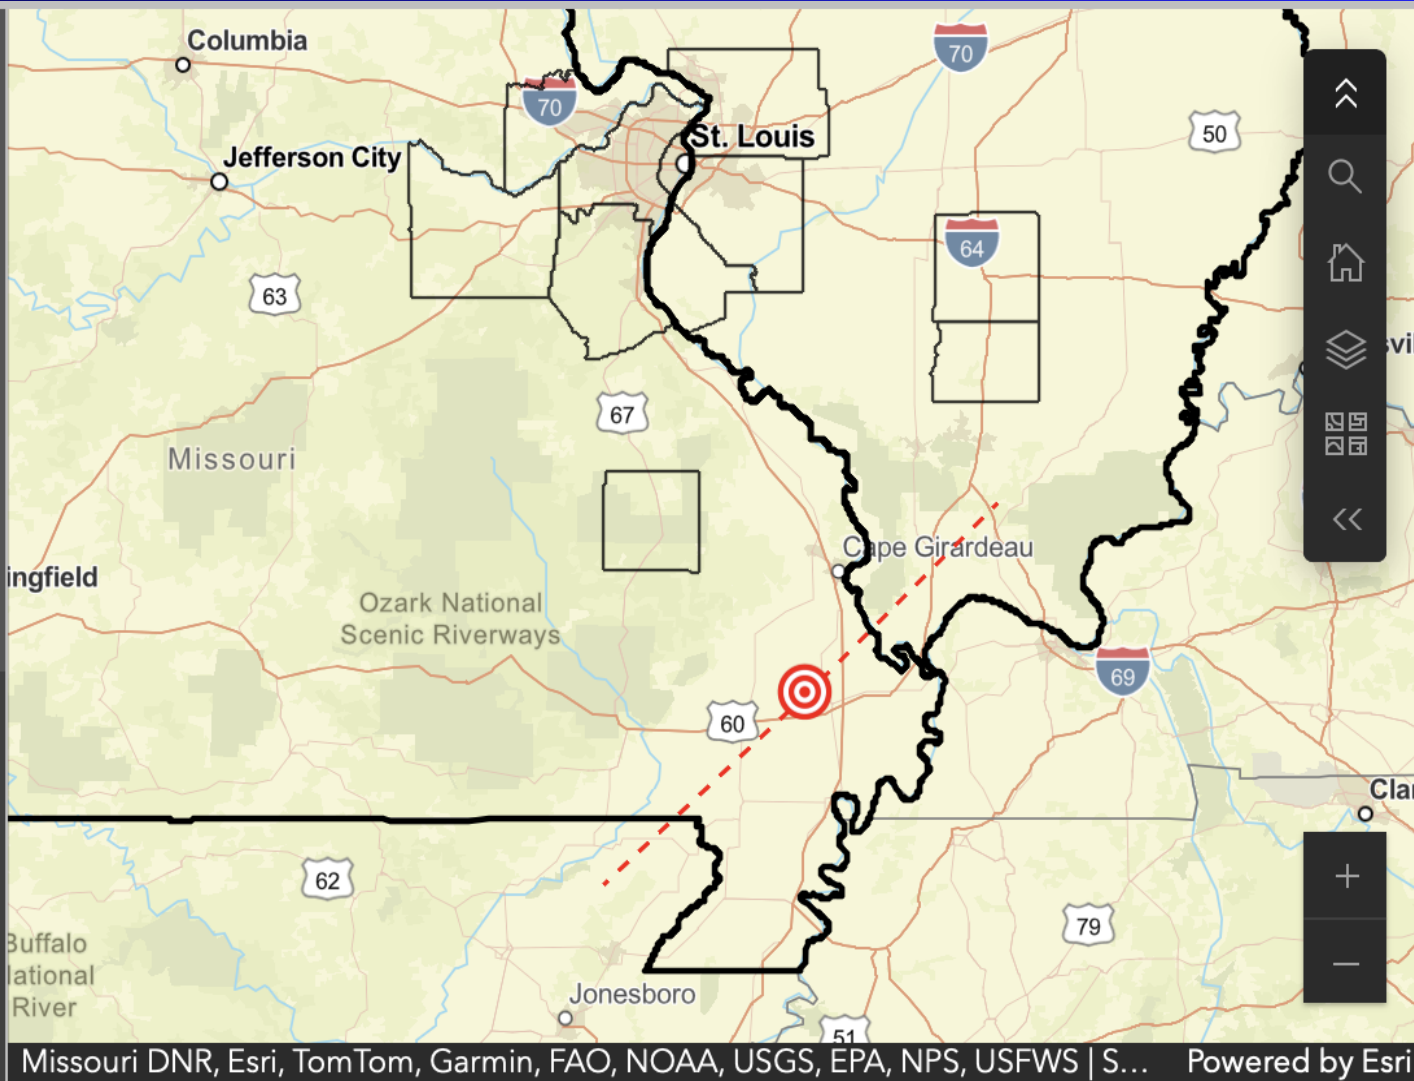 Columbia
70
70
St. Louis
50
Jefferson City
64
63
svil
67
Missouri
Cape Girardeau
ingfield
Ozark National
Scenic Riverways
69
60
Cla
62
79
Buffalo
National
River
Jonesboro
51
Missouri DNR, Esri, TomTom, Garmin, FAO, NOAA, USGS, EPA, NPS, USFWS | S... Powered by Esri